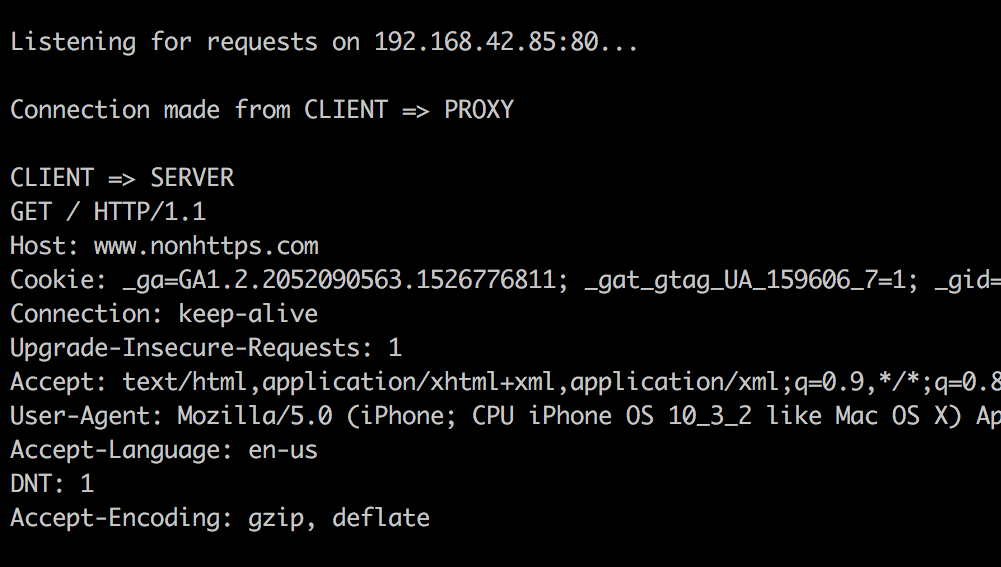 Listening for requests on 192.168.42.85:80...
Connection made from CLIENT => PROXY
CLIENT => SERVER
GET / HTTP/1.1
Host: www.nonhttps.com
Cookie: _ga=GA1.2.2052090563.1526776811; _gat_gtag_UA_159606_7=1; _gid=
Connection: keep-alive
Upgrade-Insecure-Requests: 1
Accept: text/html,application/xhtml+xml,application/xml;q=0.9,*/*;q=0.8
User-Agent: Mozilla/5.0 (iPhone; CPU iPhone OS 10_3_2 like Mac OS X) Ap
Accept-Language: en-us
DNT: 1
Accept-Encoding: gzip, deflate